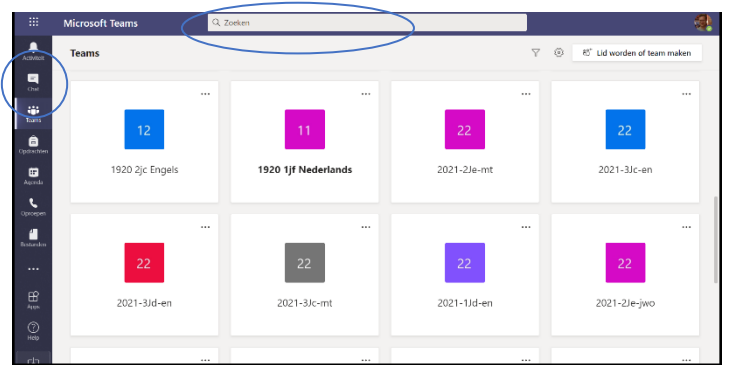 Microsoft Teams
Zoeken
Activiteit
Chat
Teams
Opdrachten
Agenda
Oproepen
Bestanden
...
Apps
Help
Teams
Lid worden of team maken
...
12
1920 2jc Engels
...
11
1920 1jf Nederlands
...
22
2021-2Je-mt
...
22
2021-3Jc-en
...
22
2021-3Jd-en
...
22
2021-3Jc-mt
...
22
2021-1Jd-en
...
22
2021-2Je-jwo
...
...
...
...